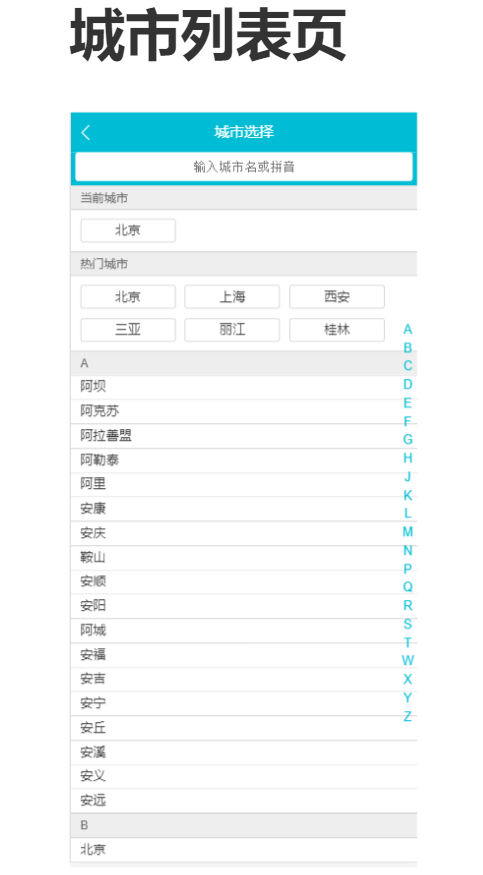 城市列表页
城市选择
输入城市名或拼音
当前城市
北京
热门城市
北京 上海 西安
三亚 丽江 桂林
A
阿坝
阿克苏
阿拉善盟
阿勒泰
阿里
安康
安庆
鞍山
安顺
安阳
阿城
安福
安吉
安宁
安丘
安溪
安义
安远
B
北京
A
B
C
D
E
F
G
H
J
K
L
M
N
P
Q
R
S
T
W
X
Y
Z